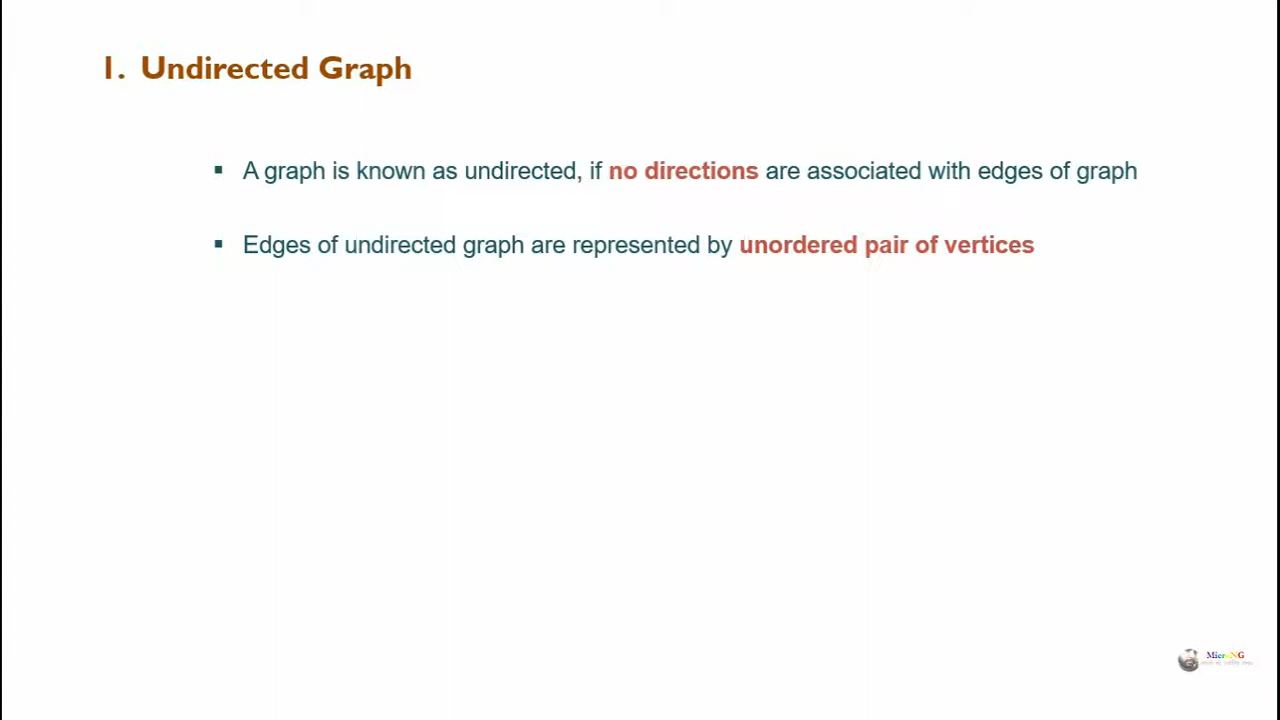 1. Undirected Graph
▪ A graph is known as undirected, if no directions are associated with edges of graph
▪ Edges of undirected graph are represented by unordered pair of vertices
MicroNG